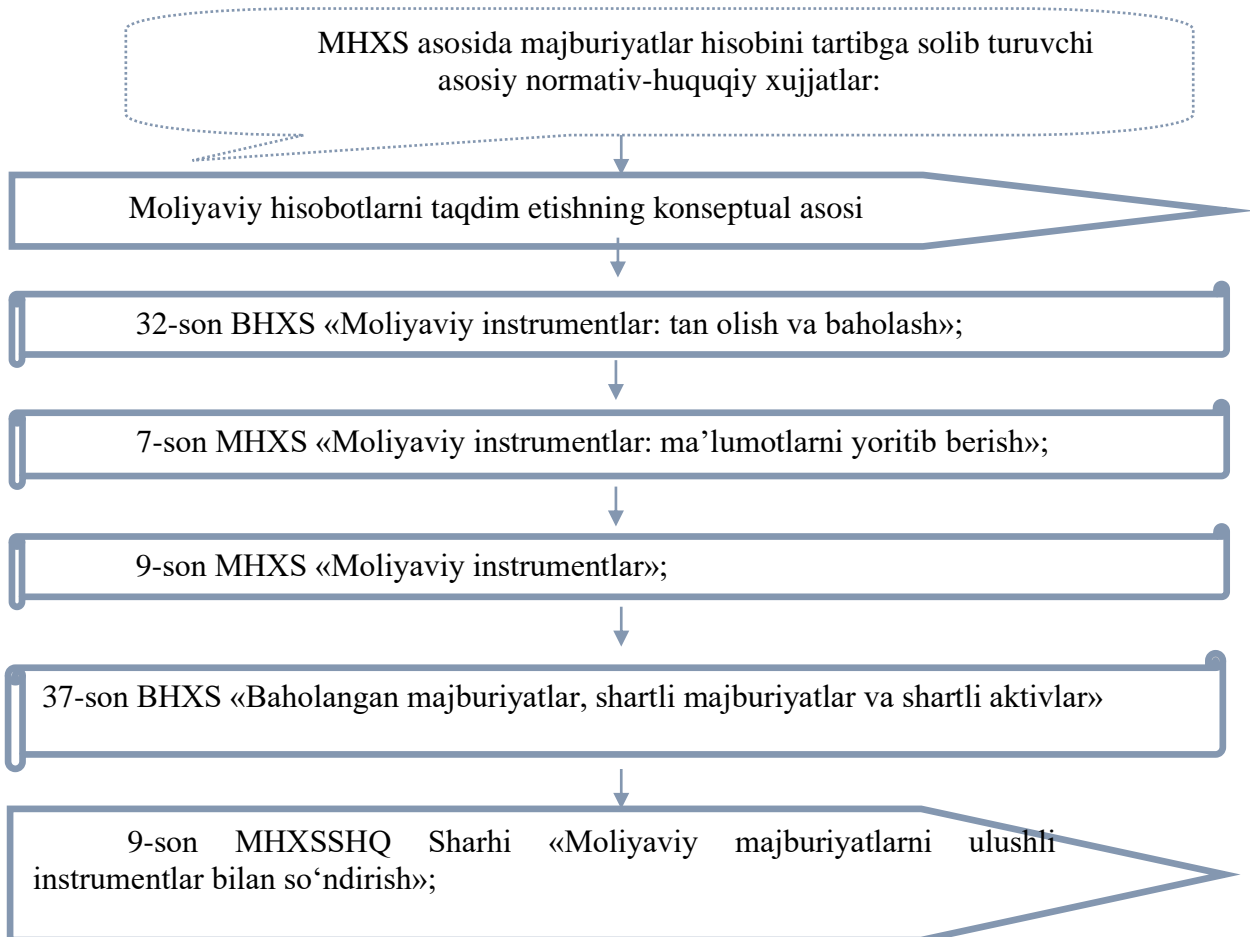 MHXS asosida majburiyatlar hisobini tartibga solib turuvchi
asosiy normativ-huquqiy xujjatlar:
Moliyaviy hisobotlarni taqdim etishning konseptual asosi
32-son BHXS «Moliyaviy instrumentlar: tan olish va baholash»;
7-son MHXS «Moliyaviy instrumentlar: ma’lumotlarni yoritib berish»;
9-son MHXS «Moliyaviy instrumentlar»;
37-son BHXS «Baholangan majburiyatlar, shartli majburiyatlar va shartli aktivlar»
9-son MHXSSHQ Sharhi «Moliyaviy majburiyatlarni ulushli
instrumentlar bilan so‘ndirish»;